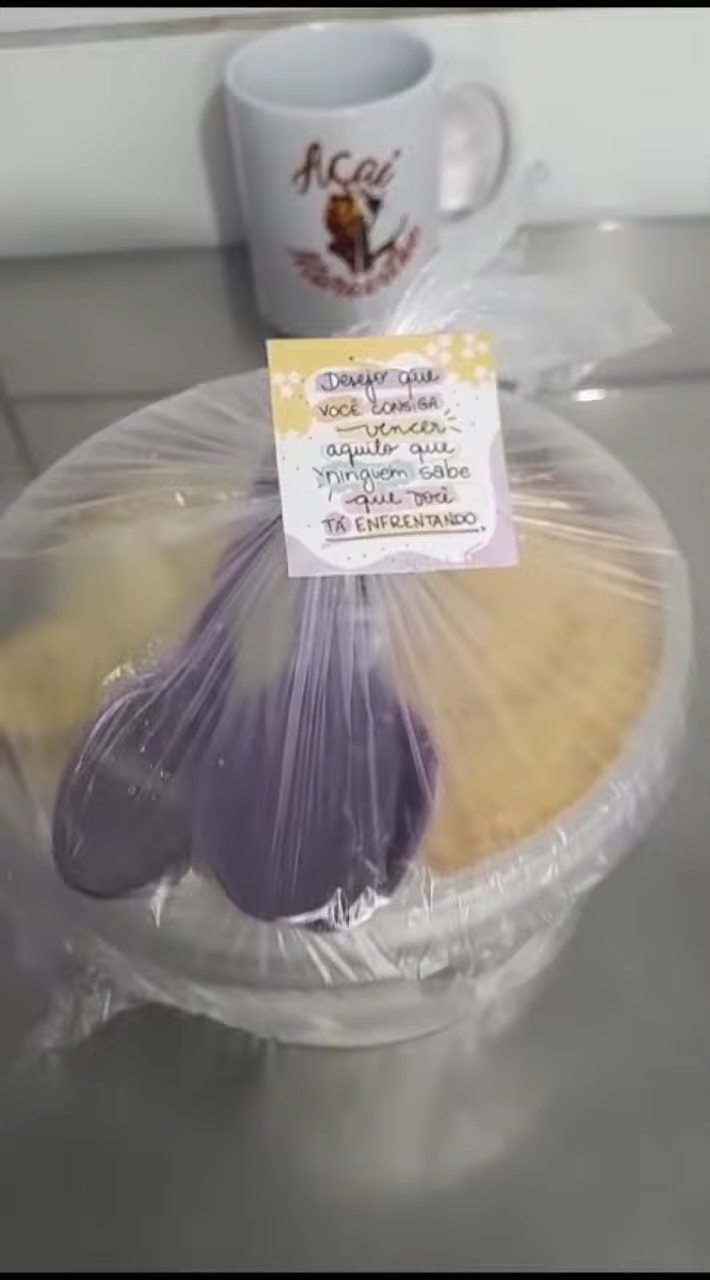 Açaí
Desejo que
VOCÊ CONSIGA
vencer
aquilo que
ninguém sabe
que você
TÁ ENFRENTANDO.